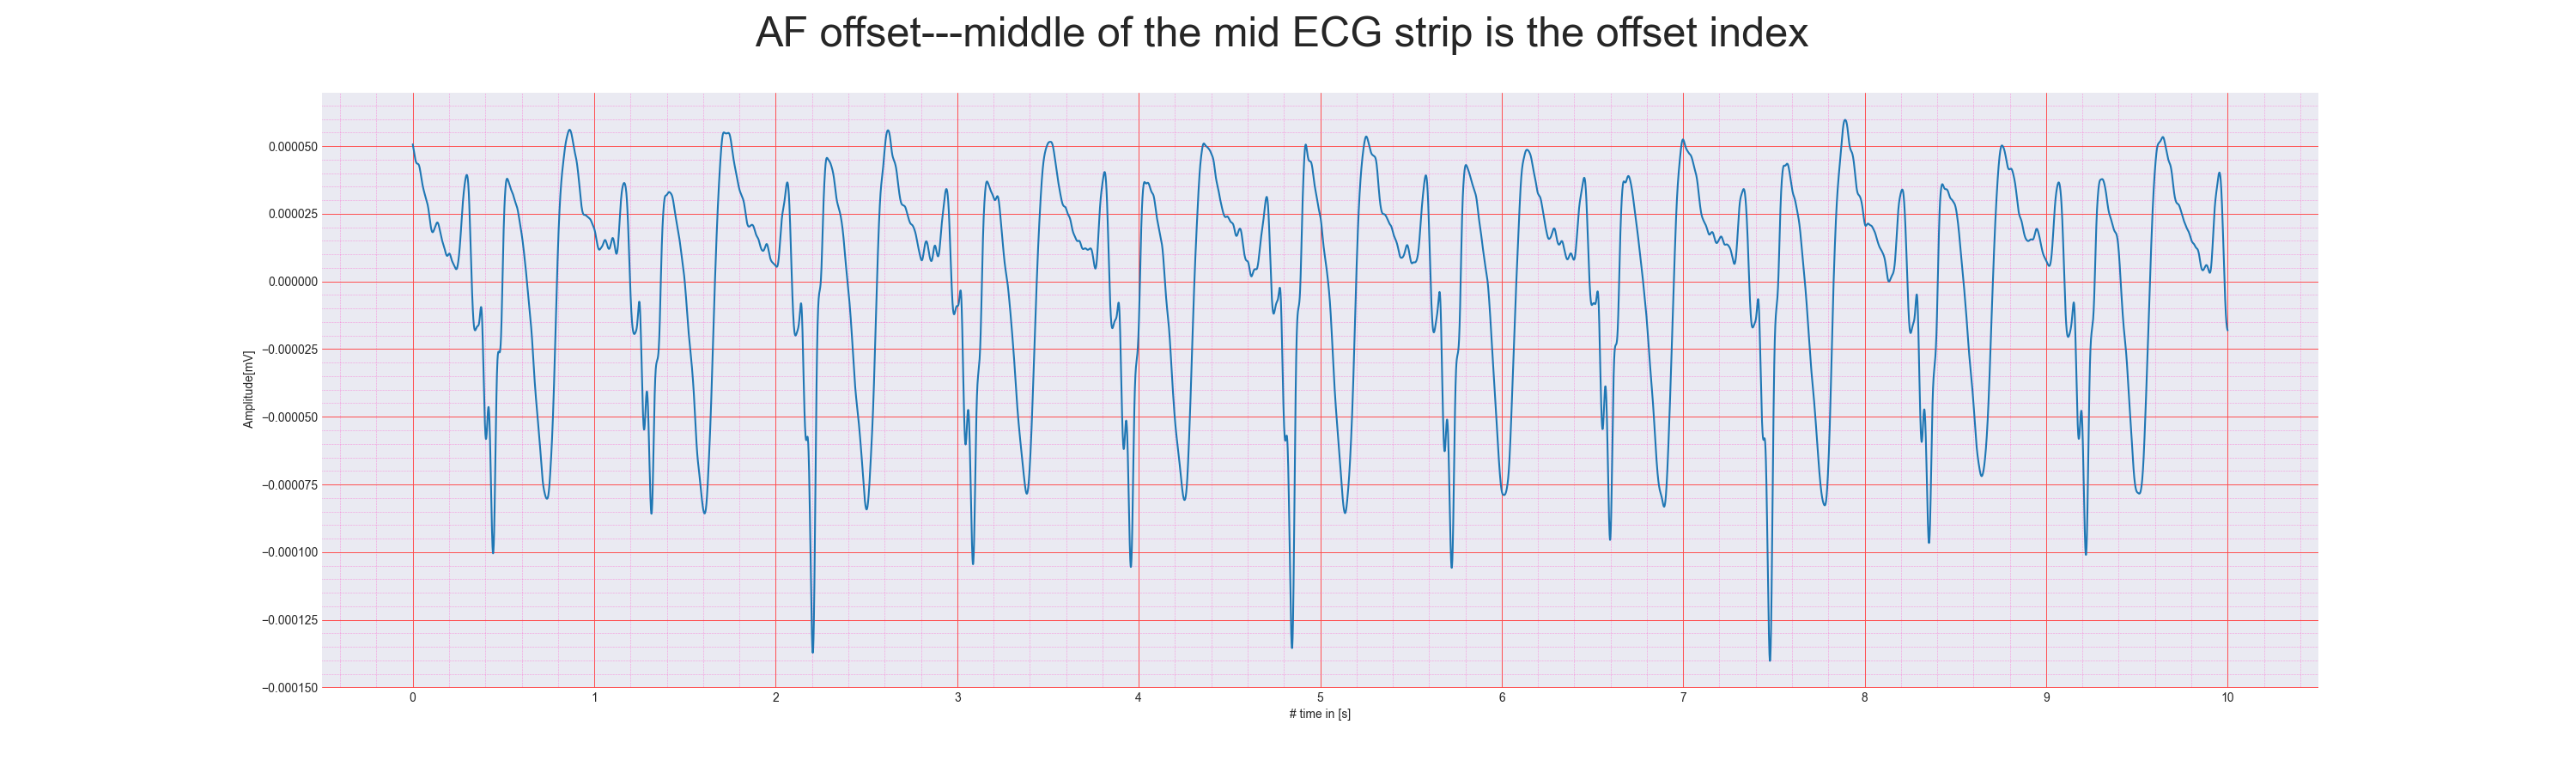 AF offset---middle of the mid ECG strip is the offset index
0.000050
0.000025
0.000000
−0.000025
−0.000050
−0.000075
−0.000100
−0.000125
−0.000150
Amplitude[mV]
0 1 2 3 4 5 6 7 8 9 10
# time in [s]